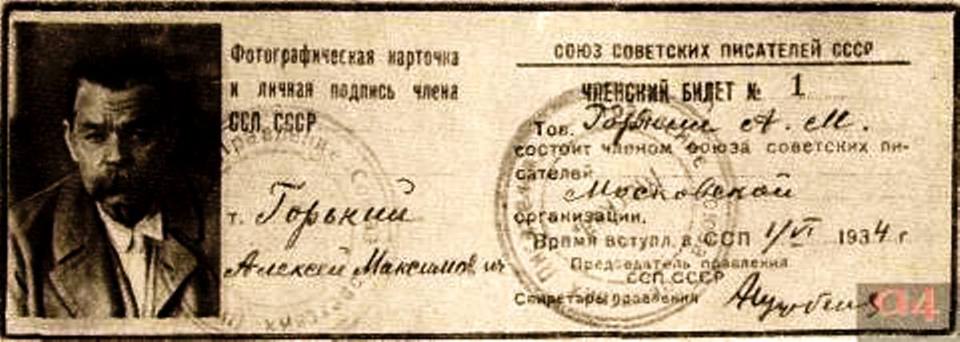 Фотографическая карточка
и личная подпись члена
ССП СССР
т. Горький
Алексей Максимович
СОЮЗ СОВЕТСКИХ ПИСАТЕЛЕЙ СССР
ЧЛЕНСКИЙ БИЛЕТ № 1
Тов. Горький А. М.
состоит членом союза советских пи-
сателей
Московской
организации.
Время вступл. в ССП 1/VI 1934 г.
Председатель правления
ССП СССР
Секретарь правления